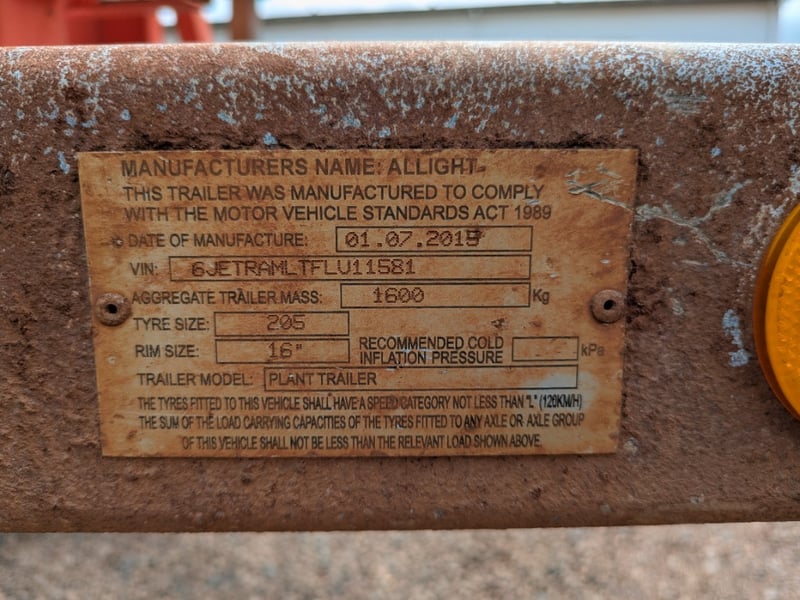 MANUFACTURERS NAME: ALLIGHT
THIS TRAILER WAS MANUFACTURED TO COMPLY
WITH THE MOTOR VEHICLE STANDARDS ACT 1989
DATE OF MANUFACTURE: 01.07.2015
VIN: 6JETRAMLTFLV11581
AGGREGATE TRAILER MASS: 1600 Kg
TYRE SIZE: 205
RIM SIZE: 16" RECOMMENDED COLD INFLATION PRESSURE kPa
TRAILER MODEL: PLANT TRAILER
THE TYRES FITTED TO THIS VEHICLE SHALL HAVE A SPEED CATEGORY NOT LESS THAN "L" (120KM/H)
THE SUM OF THE LOAD CARRYING CAPACITIES OF THE TYRES FITTED TO ANY AXLE OR AXLE GROUP
OF THIS VEHICLE SHALL NOT BE LESS THAN THE RELEVANT LOAD SHOWN ABOVE.